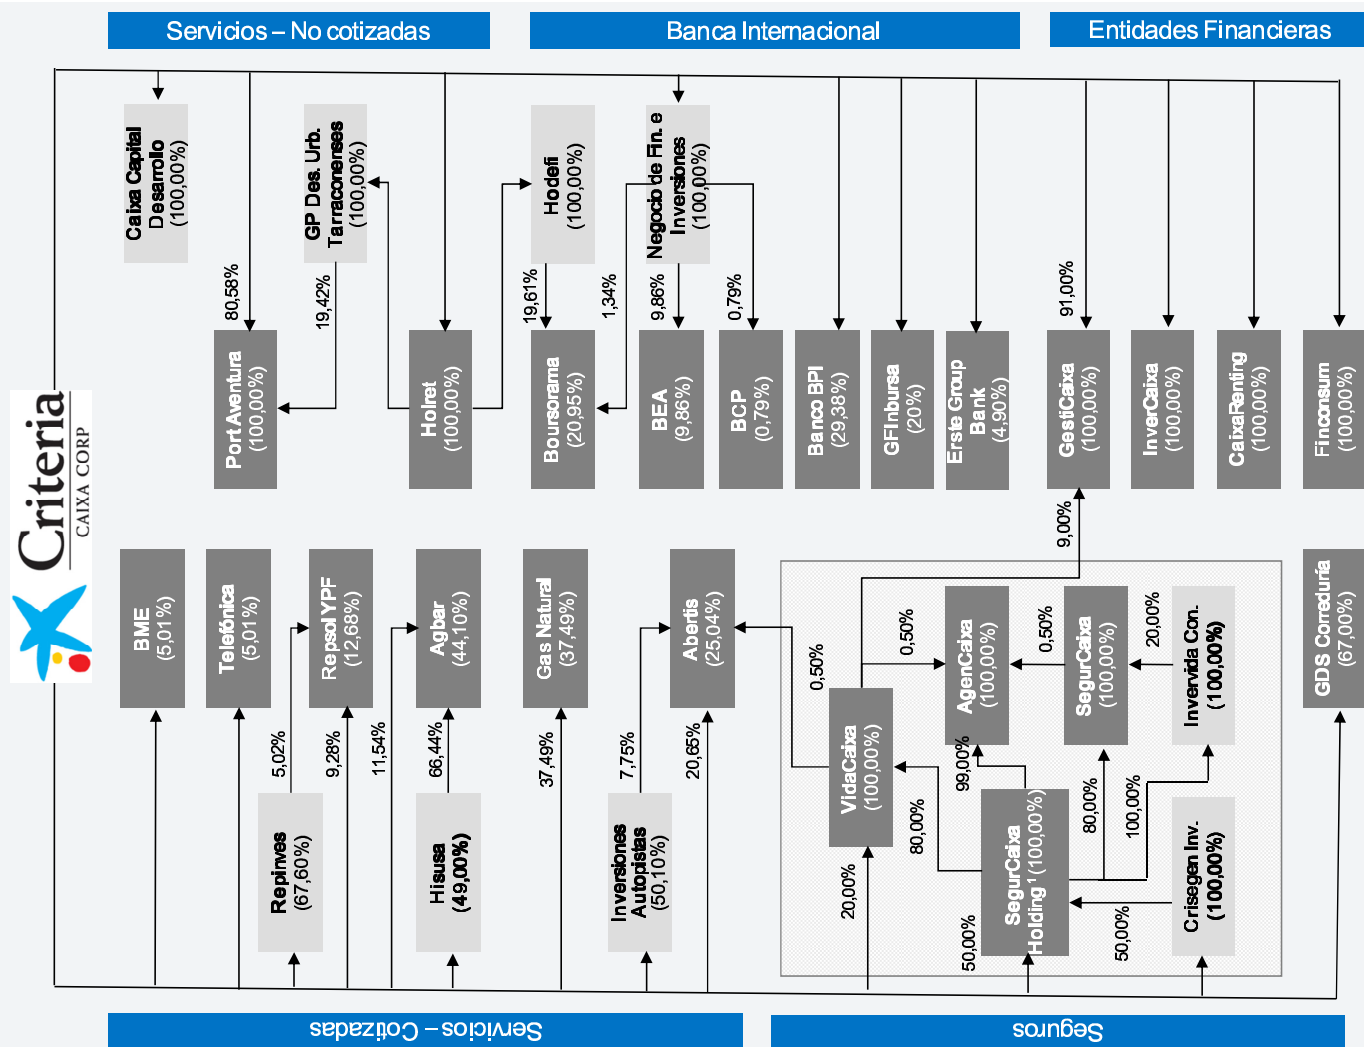 Servicios – No cotizadas
Banca Internacional
Entidades Financieras
Criteria
CAIXA CORP
Caixa Capital
Desarrollo
(100,00%)
GP Des. Urb.
Tarraconenses
(100,00%)
Hodefi
(100,00%)
Negocio de Fin. e
Inversiones
(100,00%)
80,58%
19,42%
19,61%
1,34%
9,86%
0,79%
91,00%
Port Aventura
(100,00%)
Holret
(100,00%)
Boursorama
(20,95%)
BEA
(9,86%)
BCP
(0,79%)
Banco BPI
(29,38%)
GFInbursa
(20%)
Erste Group
Bank
(4,90%)
GestiCaixa
(100,00%)
InverCaixa
(100,00%)
CaixaRenting
(100,00%)
Finconsum
(100,00%)
9,00%
BME
(5,01%)
Telefónica
(5,01%)
Repsol YPF
(12,68%)
Agbar
(44,10%)
Gas Natural
(37,49%)
Abertis
(25,04%)
5,02%
9,28%
11,54%
66,44%
37,49%
7,75%
20,65%
0,50%
0,50%
0,50%
20,00%
AgenCaixa
(100,00%)
SegurCaixa
(100,00%)
Invervida Con.
(100,00%)
GDS Correduría
(67,00%)
VidaCaixa
(100,00%)
99,00%
80,00%
80,00%
100,00%
Repinves
(67,60%)
Hisusa
(49,00%)
Inversiones
Autopistas
(50,10%)
SegurCaixa
Holding ¹ (100,00%)
Crisegen Inv.
(100,00%)
20,00%
50,00%
50,00%
Servicios – Cotizadas
Seguros